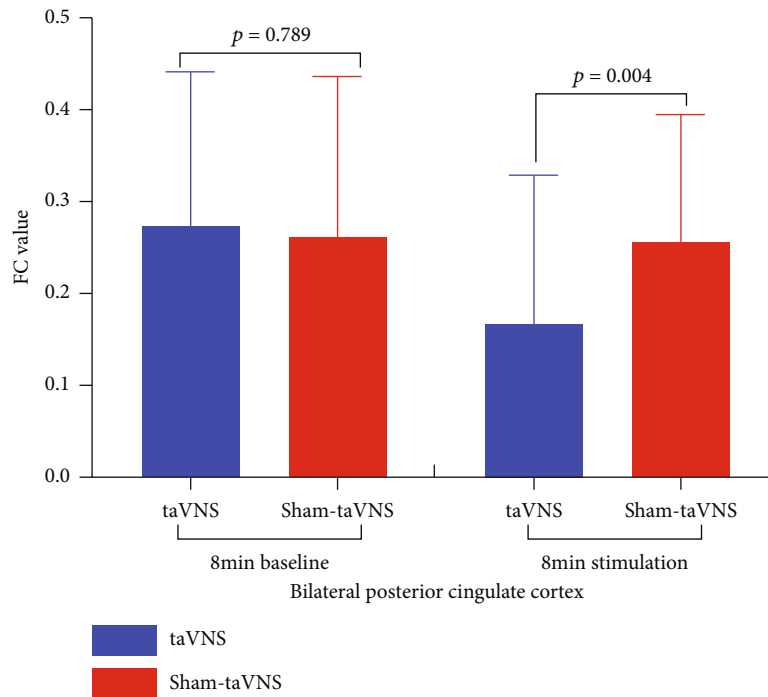 0.5
0.4
0.3
0.2
0.1
0.0
FC value
p = 0.789
p = 0.004
taVNS Sham-taVNS taVNS Sham-taVNS
8min baseline 8min stimulation
Bilateral posterior cingulate cortex
taVNS
Sham-taVNS